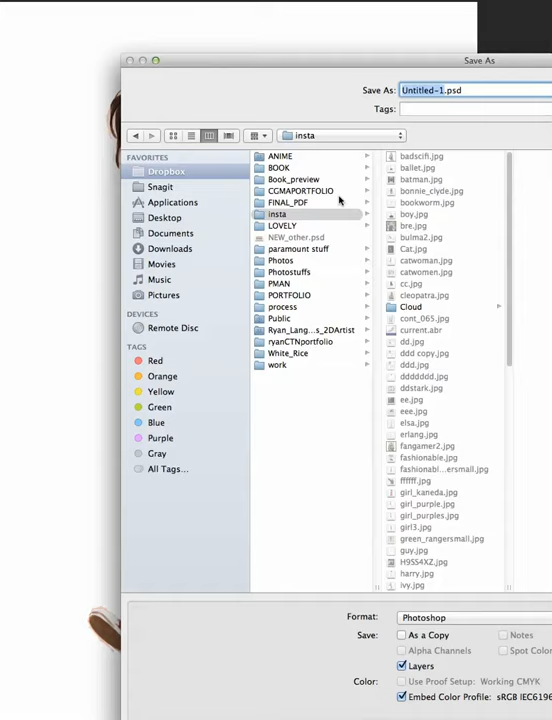 Save As
Save As: Untitled-1.psd
Tags:
insta
FAVORITES
Dropbox
Snagit
Applications
Desktop
Documents
Downloads
Movies
Music
Pictures
DEVICES
Remote Disc
TAGS
Red
Orange
Yellow
Green
Blue
Purple
Gray
All Tags...
ANIME
BOOK
Book_preview
CGMAPORTFOLIO
FINAL_PDF
insta
LOVELY
NEW_other.psd
paramount stuff
Photos
Photostuffs
PMAN
PORTFOLIO
process
Public
Ryan_Lang...s_2DArtist
ryanCTNportfolio
White_Rice
work
badscifi.jpg
ballet.jpg
batman.jpg
bonnie_clyde.jpg
bookworm.jpg
boy.jpg
bre.jpg
bulma2.jpg
Cat.jpg
catwoman.jpg
catwomen.jpg
cc.jpg
cleopatra.jpg
Cloud
cont_065.jpg
current.abr
dd.jpg
ddd copy.jpg
ddd.jpg
ddddddd.jpg
ddstark.jpg
ee.jpg
eee.jpg
elsa.jpg
erlang.jpg
fangamer2.jpg
fashionable.jpg
fashionabl...ersmall.jpg
ffffff.jpg
girl_kaneda.jpg
girl_purple.jpg
girl_purples.jpg
girl3.jpg
green_rangersmall.jpg
guy.jpg
H9S54XZ.jpg
harry.jpg
ivy.jpg
Format: Photoshop
Save: As a Copy Notes
Alpha Channels Spot Color
Layers
Color: Use Proof Setup: Working CMYK
Embed Color Profile: sRGB IEC6196